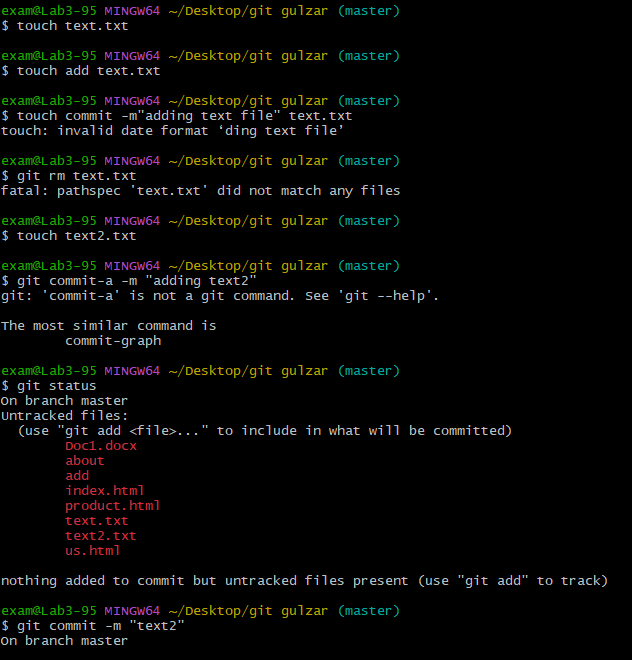 exam@Lab3-95 MINGW64 ~/Desktop/git gulzar (master)
$ touch text.txt
exam@Lab3-95 MINGW64 ~/Desktop/git gulzar (master)
$ touch add text.txt
exam@Lab3-95 MINGW64 ~/Desktop/git gulzar (master)
$ touch commit -m"adding text file" text.txt
touch: invalid date format ‘ding text file’
exam@Lab3-95 MINGW64 ~/Desktop/git gulzar (master)
$ git rm text.txt
fatal: pathspec 'text.txt' did not match any files
exam@Lab3-95 MINGW64 ~/Desktop/git gulzar (master)
$ touch text2.txt
exam@Lab3-95 MINGW64 ~/Desktop/git gulzar (master)
$ git commit-a -m "adding text2"
git: 'commit-a' is not a git command. See 'git --help'.
The most similar command is
commit-graph
exam@Lab3-95 MINGW64 ~/Desktop/git gulzar (master)
$ git status
On branch master
Untracked files:
(use "git add <file>..." to include in what will be committed)
Doc1.docx
about
add
index.html
product.html
text.txt
text2.txt
us.html
nothing added to commit but untracked files present (use "git add" to track)
exam@Lab3-95 MINGW64 ~/Desktop/git gulzar (master)
$ git commit -m "text2"
On branch master